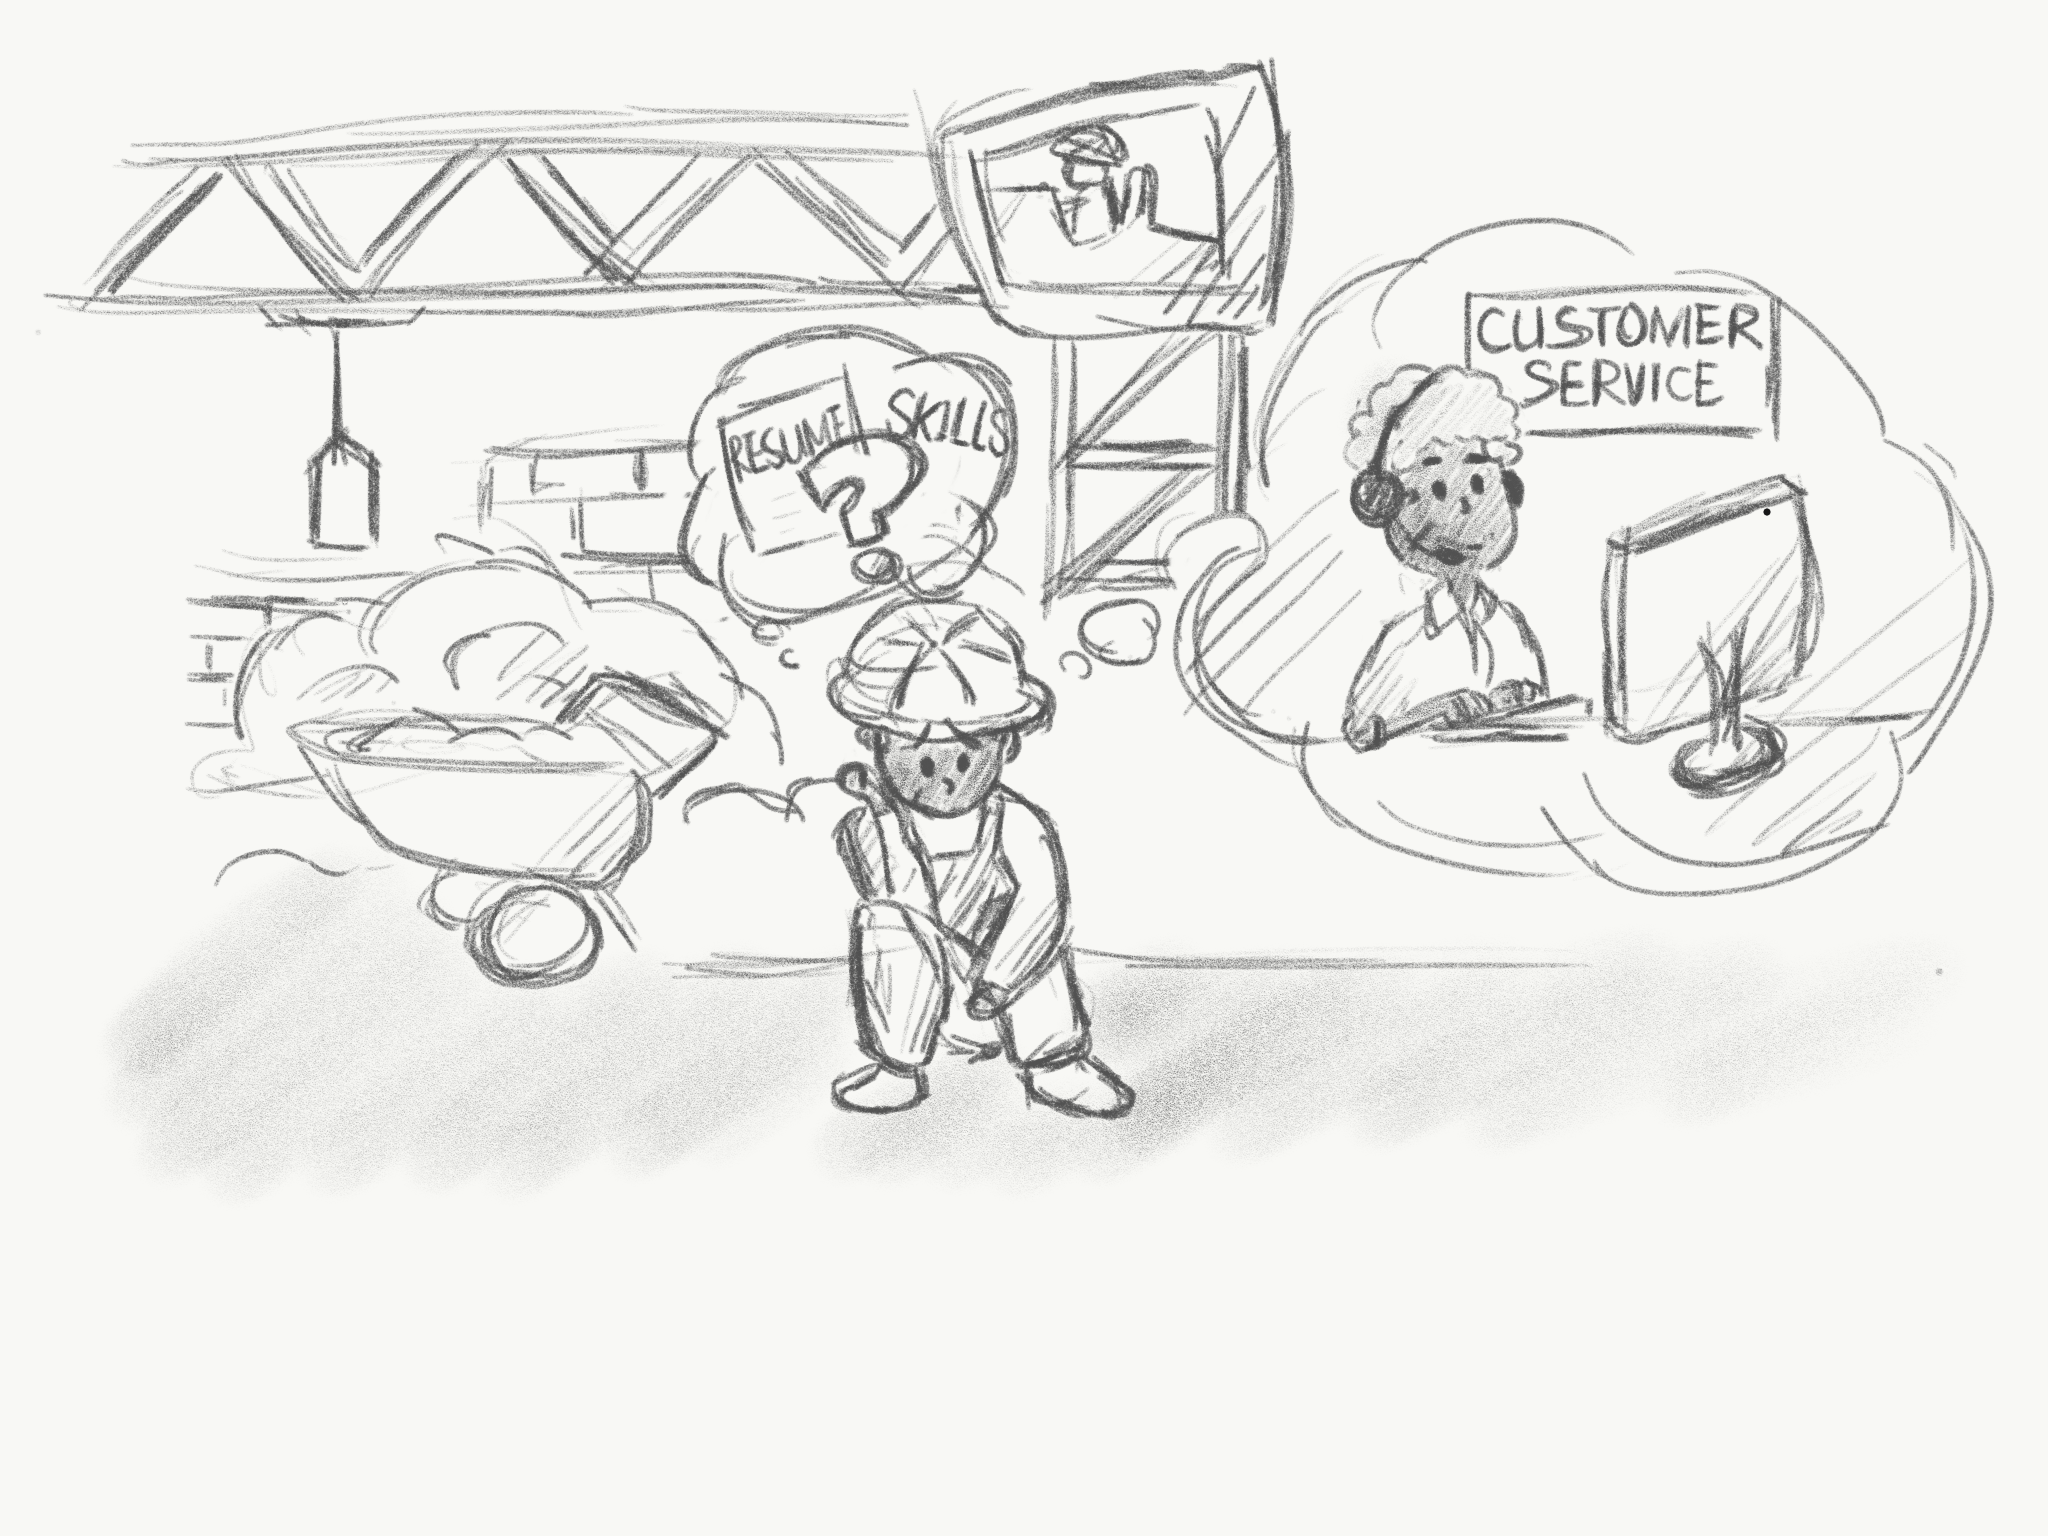 CUSTOMER
SERVICE
RESUME
SKILLS
?